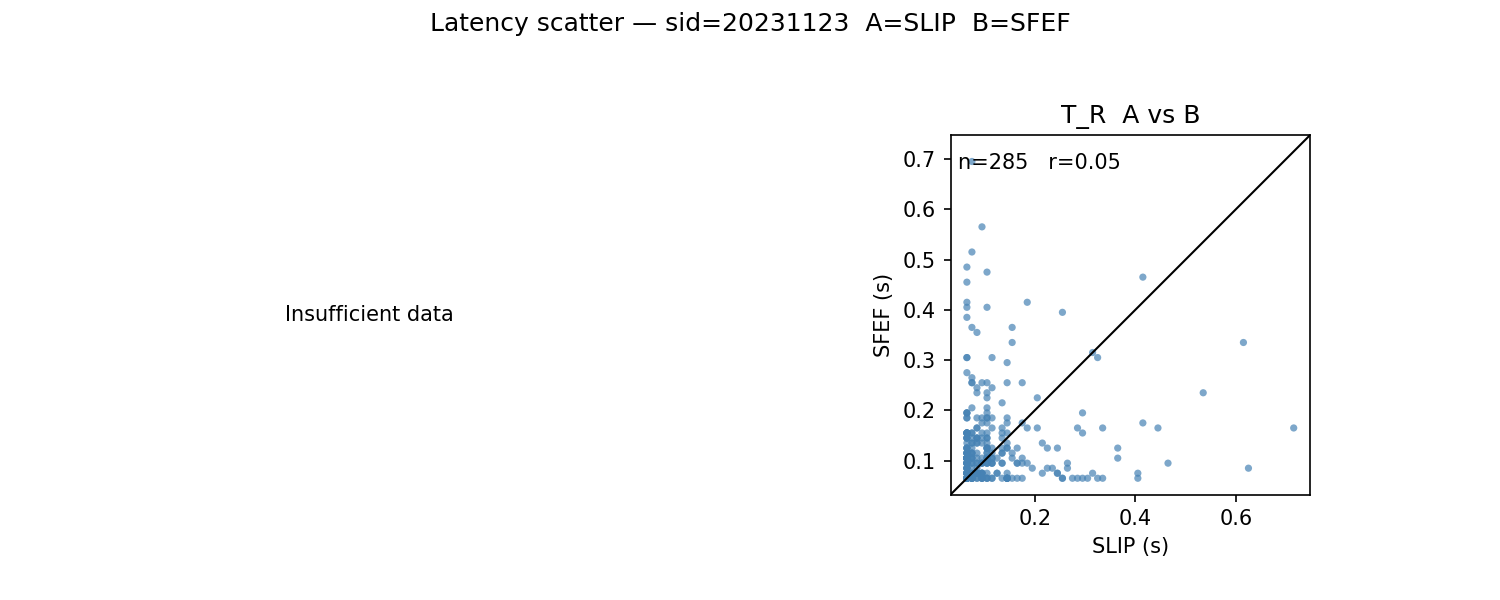 Latency scatter — sid=20231123  A=SLIP  B=SFEF
Insufficient data
T_R  A vs B
n=285   r=0.05
0.7
0.6
0.5
0.4
0.3
0.2
0.1
SFEF (s)
0.2
0.4
0.6
SLIP (s)